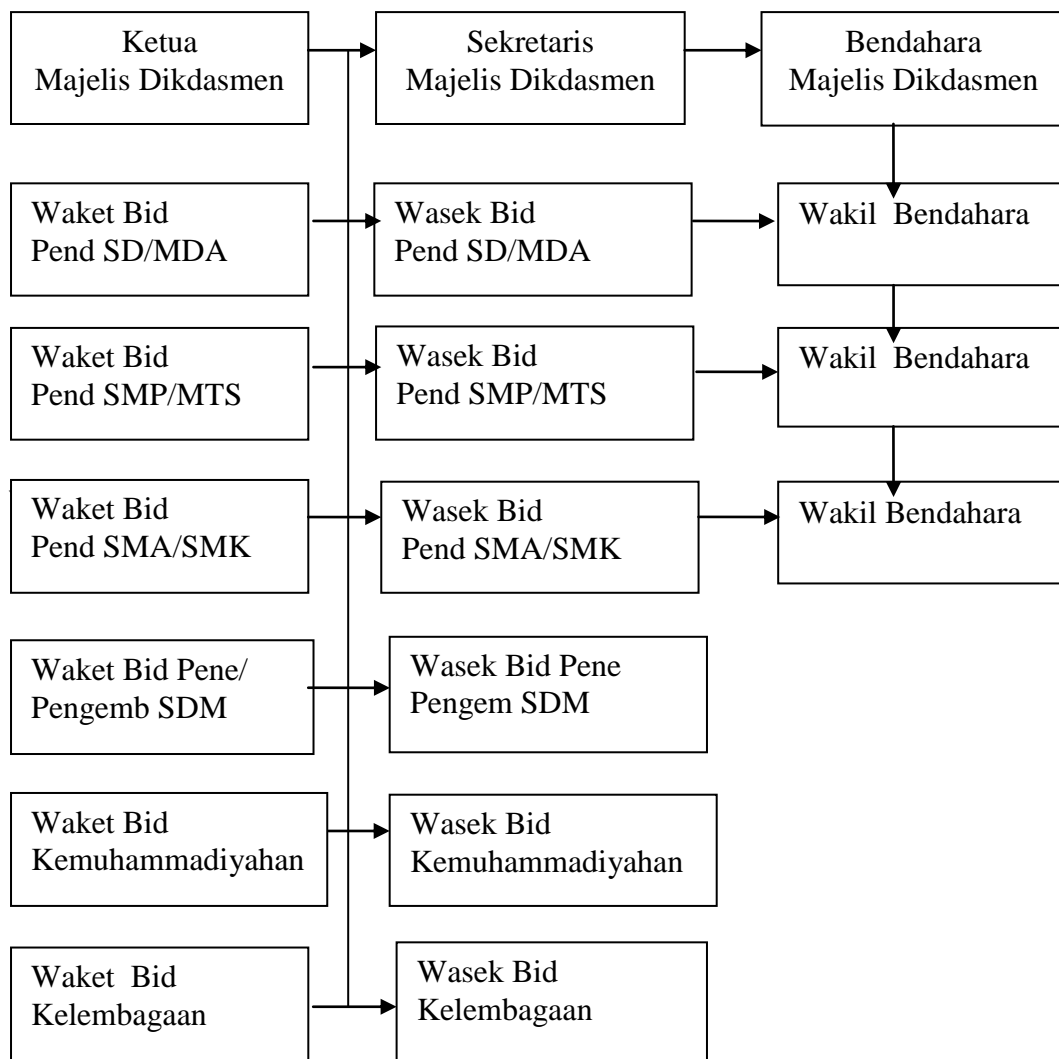 Ketua
Majelis Dikdasmen
Sekretaris
Majelis Dikdasmen
Bendahara
Majelis Dikdasmen
Waket Bid
Pend SD/MDA
Wasek Bid
Pend SD/MDA
Wakil Bendahara
Waket Bid
Pend SMP/MTS
Wasek Bid
Pend SMP/MTS
Wakil Bendahara
Waket Bid
Pend SMA/SMK
Wasek Bid
Pend SMA/SMK
Wakil Bendahara
Waket Bid Pene/
Pengemb SDM
Wasek Bid Pene
Pengem SDM
Waket Bid
Kemuhammadiyahan
Wasek Bid
Kemuhammadiyahan
Waket Bid
Kelembagaan
Wasek Bid
Kelembagaan